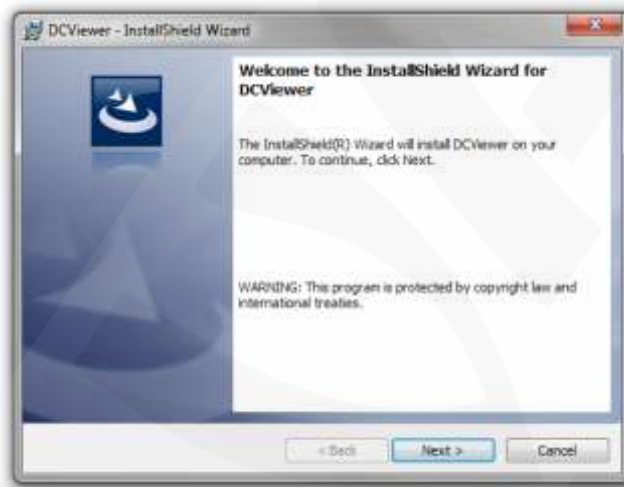 DCViewer - InstallShield Wizard
Welcome to the InstallShield Wizard for
DCViewer
The InstallShield(R) Wizard will install DCViewer on your
computer. To continue, click Next.
WARNING: This program is protected by copyright law and
international treaties.
< Back
Next >
Cancel